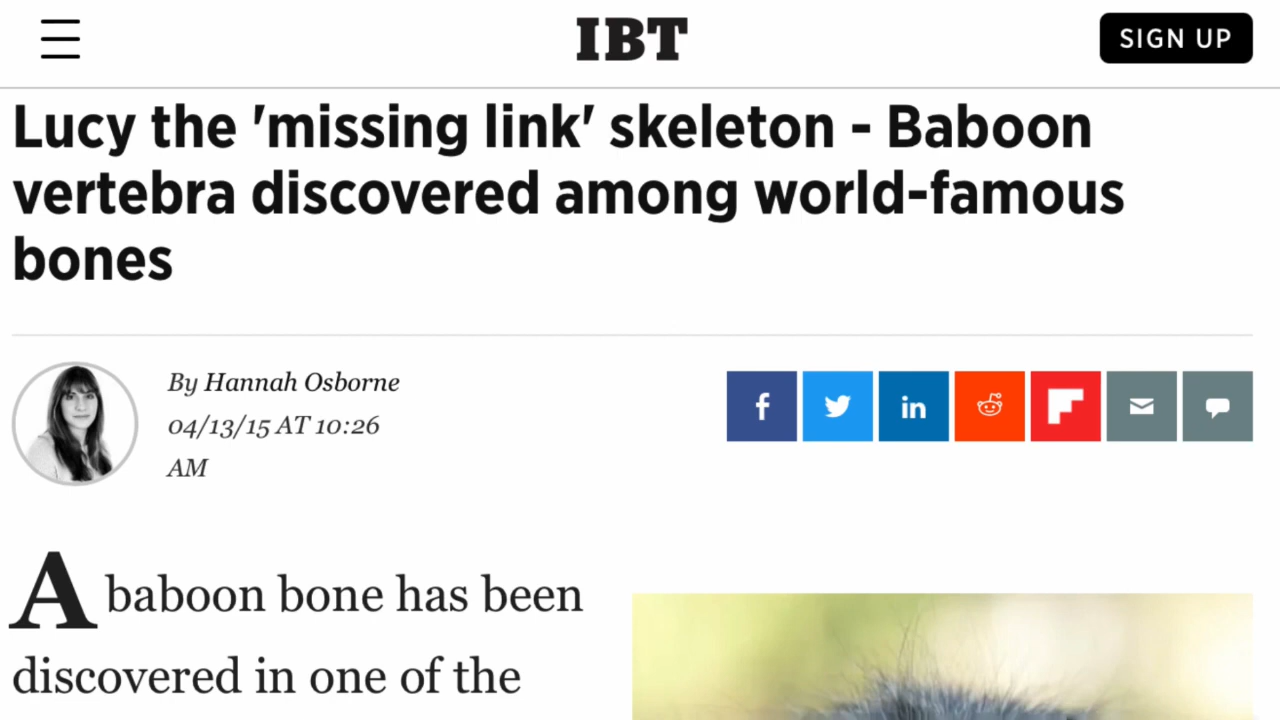 IBT
SIGN UP
Lucy the 'missing link' skeleton - Baboon
vertebra discovered among world-famous
bones
By Hannah Osborne
04/13/15 AT 10:26
AM
A baboon bone has been
discovered in one of the